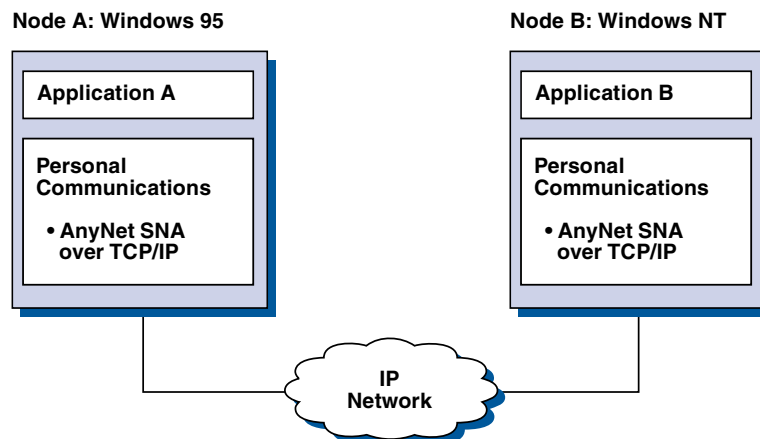 Node A: Windows 95
Node B: Windows NT
Application A
Personal
Communications
• AnyNet SNA
over TCP/IP
Application B
Personal
Communications
• AnyNet SNA
over TCP/IP
IP
Network